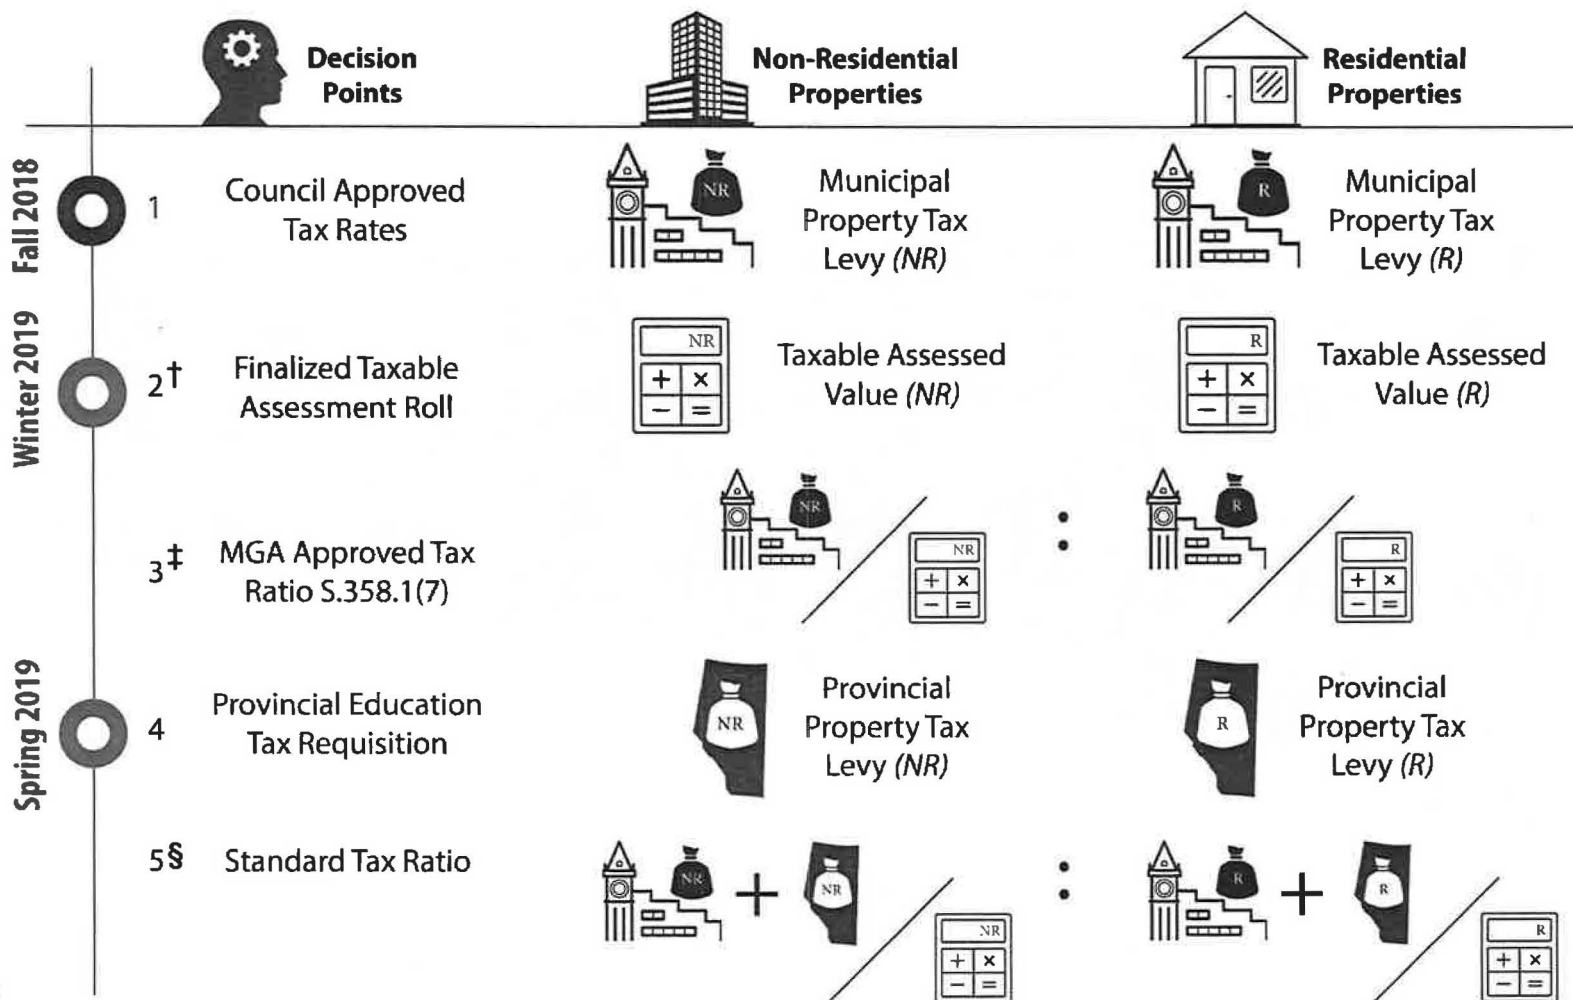 Decision
Points
Non-Residential
Properties
Residential
Properties
Fall 2018
1
Council Approved
Tax Rates
NR
Municipal
Property Tax
Levy (NR)
R
Municipal
Property Tax
Levy (R)
Winter 2019
2†
Finalized Taxable
Assessment Roll
NR
+ ×
− =
Taxable Assessed
Value (NR)
R
+ ×
− =
Taxable Assessed
Value (R)
3‡
MGA Approved Tax
Ratio S.358.1(7)
NR
/
NR
+ ×
− =
:
R
/
R
+ ×
− =
Spring 2019
4
Provincial Education
Tax Requisition
NR
Provincial
Property Tax
Levy (NR)
R
Provincial
Property Tax
Levy (R)
5§
Standard Tax Ratio
NR + NR
/
NR
+ ×
− =
:
R + R
/
R
+ ×
− =